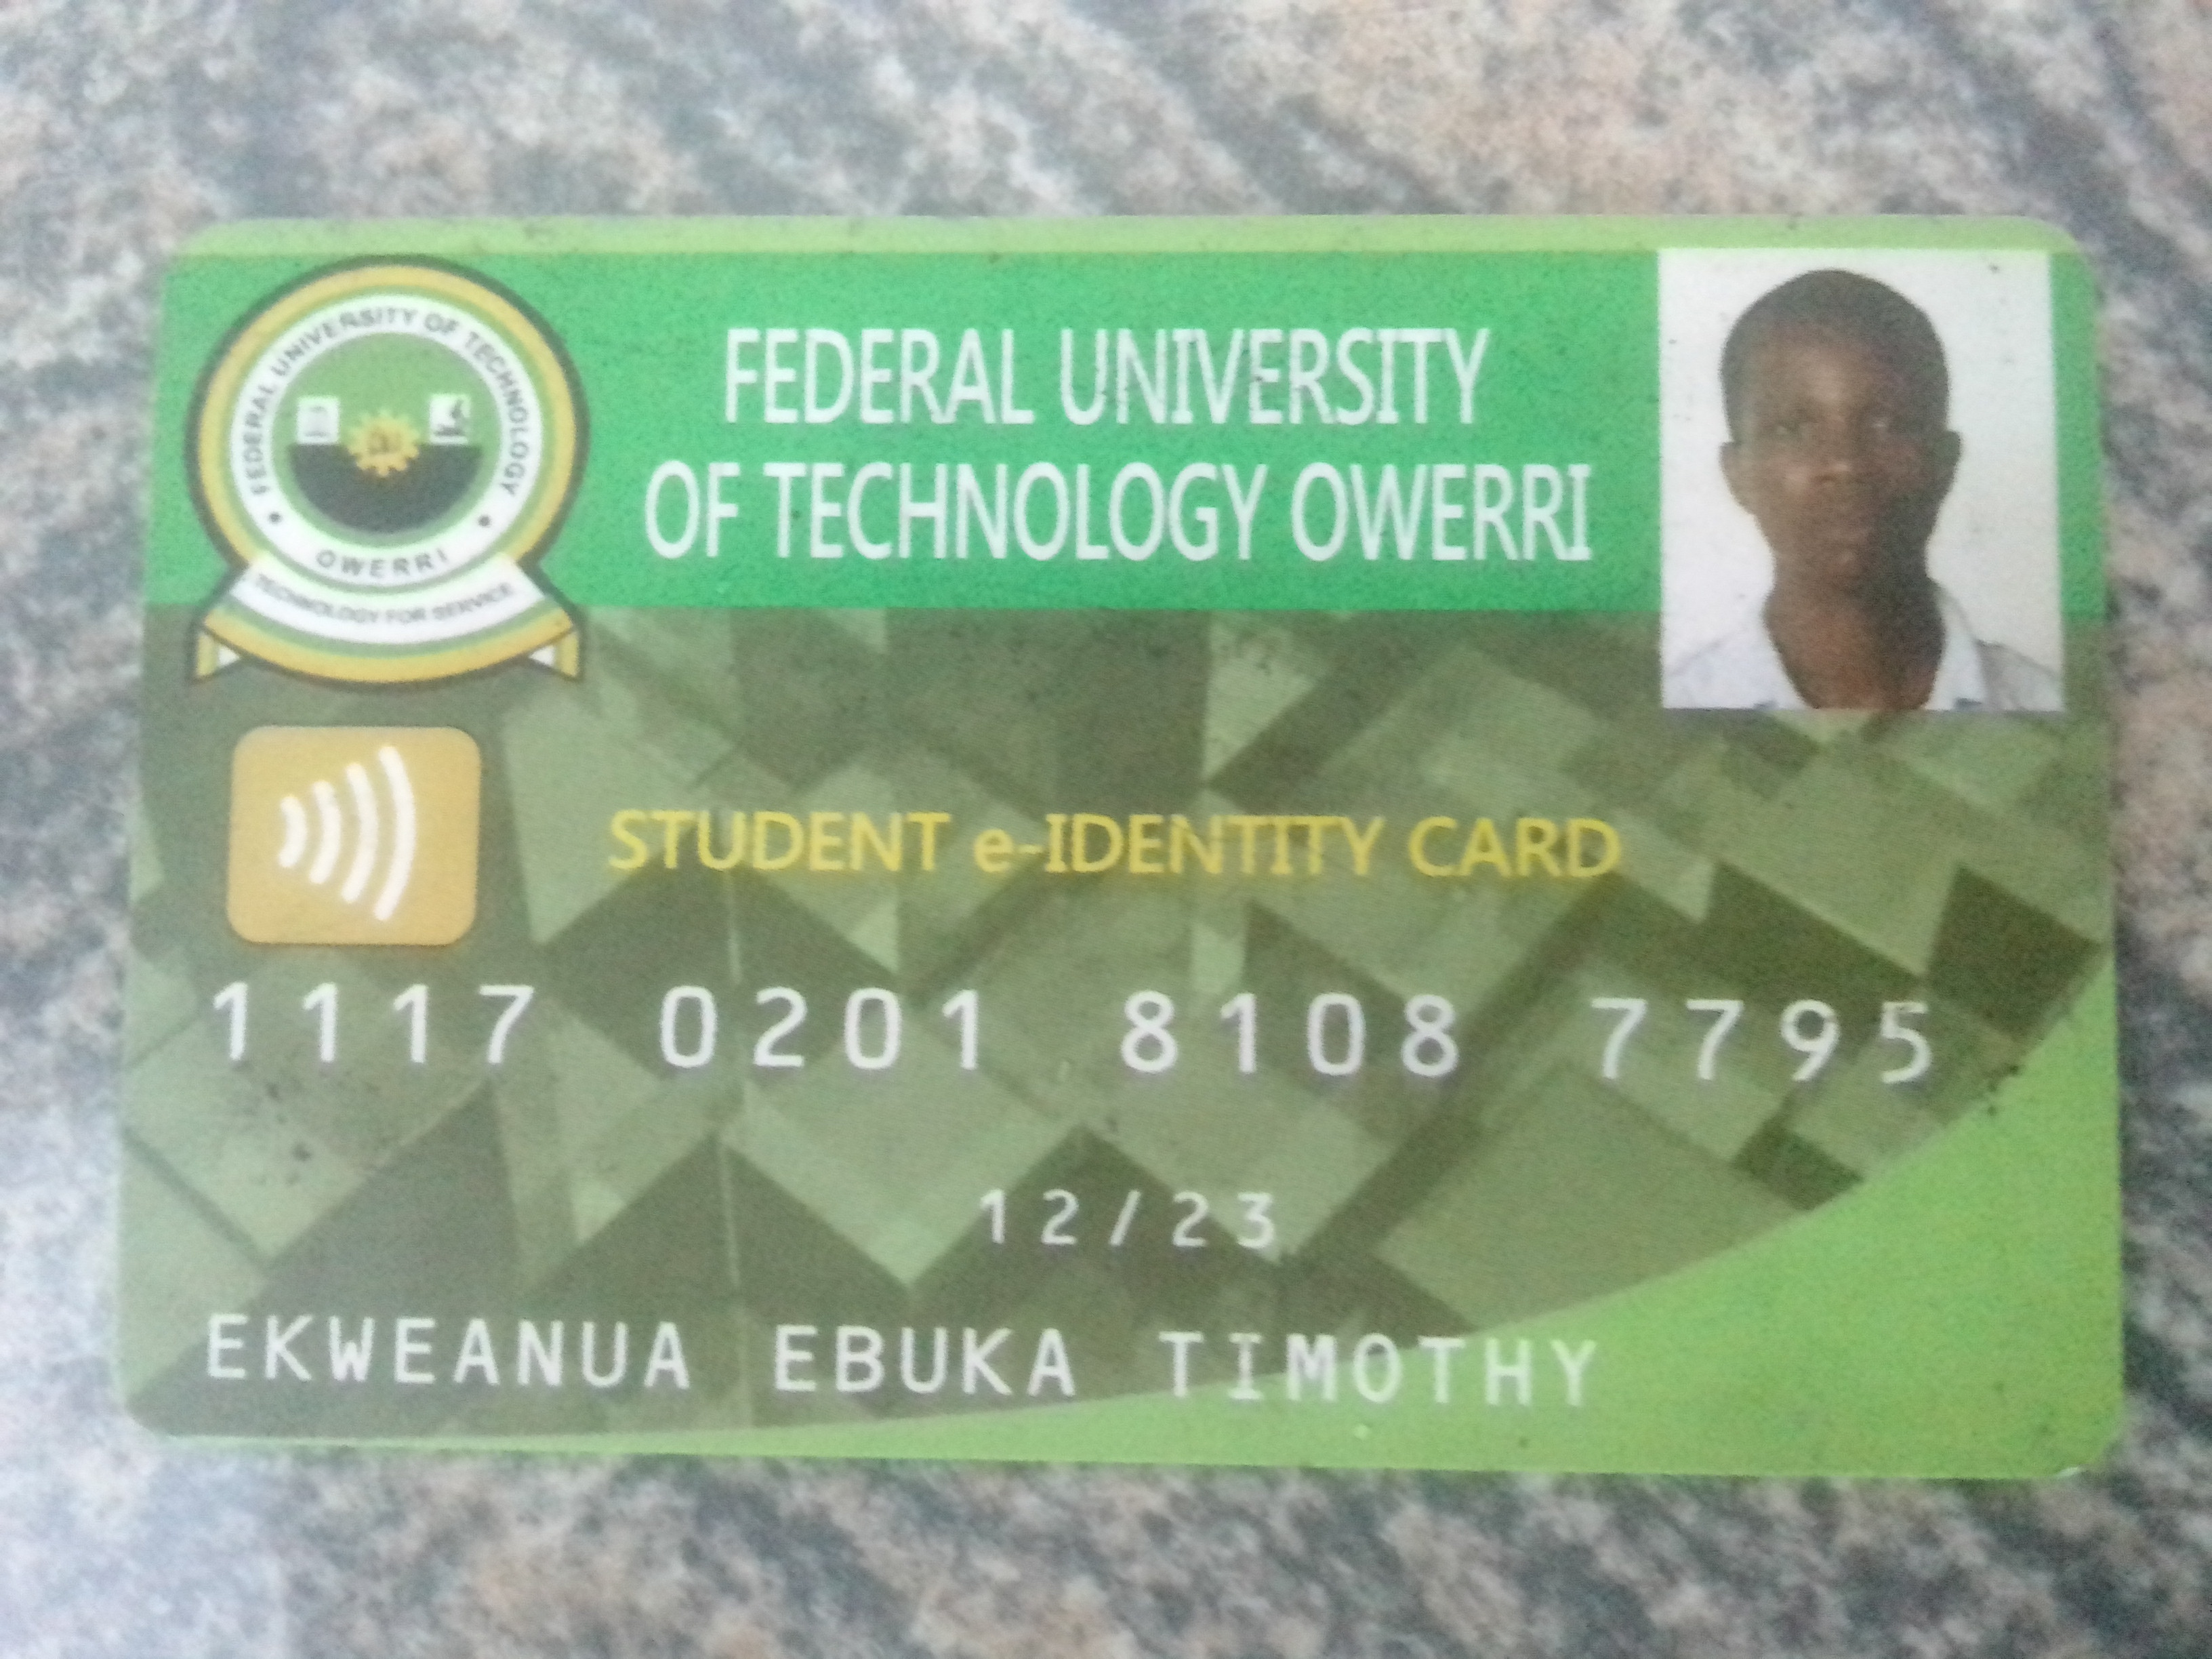 FEDERAL UNIVERSITY OF TECHNOLOGY
OWERRI
TECHNOLOGY FOR SERVICE
FEDERAL UNIVERSITY
OF TECHNOLOGY OWERRI
STUDENT e-IDENTITY CARD
1117 0201 8108 7795
12/23
EKWEANUA EBUKA TIMOTHY